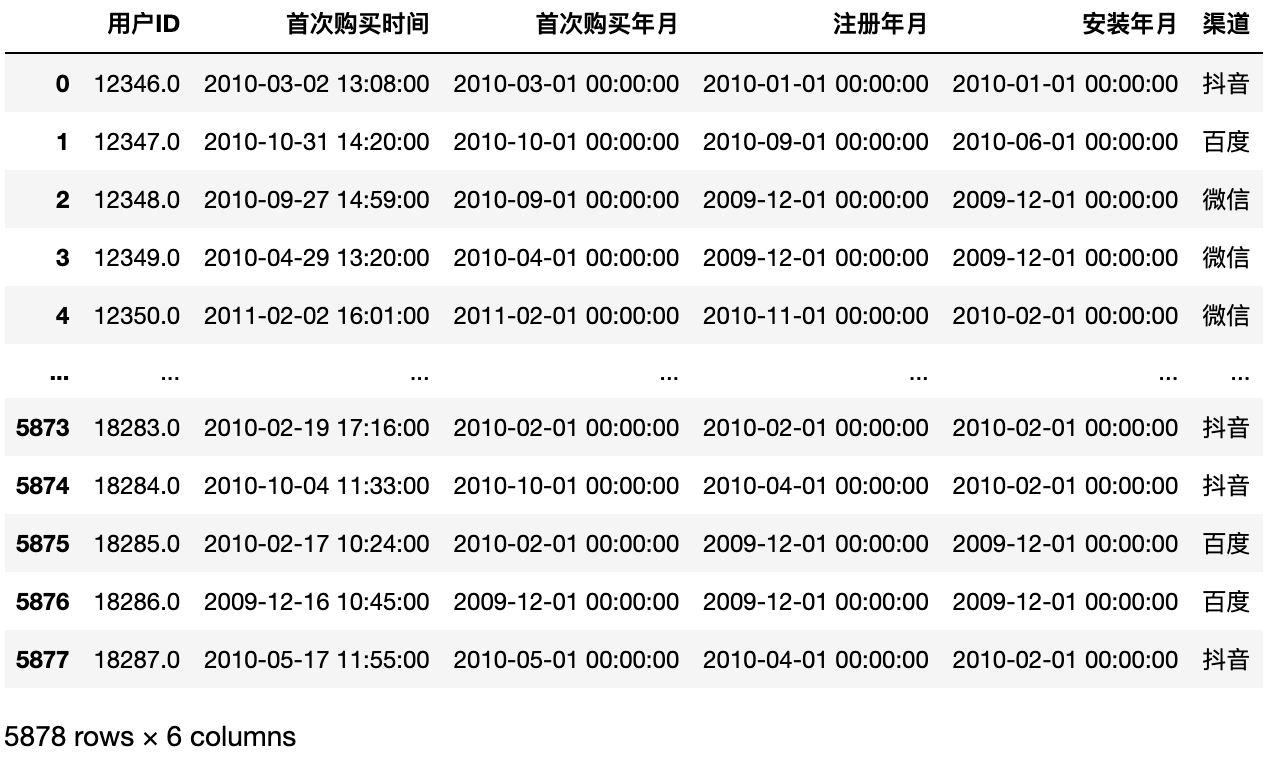 用户ID 首次购买时间 首次购买年月 注册年月 安装年月 渠道
0 12346.0 2010-03-02 13:08:00 2010-03-01 00:00:00 2010-01-01 00:00:00 2010-01-01 00:00:00 抖音
1 12347.0 2010-10-31 14:20:00 2010-10-01 00:00:00 2010-09-01 00:00:00 2010-06-01 00:00:00 百度
2 12348.0 2010-09-27 14:59:00 2010-09-01 00:00:00 2009-12-01 00:00:00 2009-12-01 00:00:00 微信
3 12349.0 2010-04-29 13:20:00 2010-04-01 00:00:00 2009-12-01 00:00:00 2009-12-01 00:00:00 微信
4 12350.0 2011-02-02 16:01:00 2011-02-01 00:00:00 2010-11-01 00:00:00 2010-02-01 00:00:00 微信
... ... ... ... ... ... ...
5873 18283.0 2010-02-19 17:16:00 2010-02-01 00:00:00 2010-02-01 00:00:00 2010-02-01 00:00:00 抖音
5874 18284.0 2010-10-04 11:33:00 2010-10-01 00:00:00 2010-04-01 00:00:00 2010-02-01 00:00:00 抖音
5875 18285.0 2010-02-17 10:24:00 2010-02-01 00:00:00 2009-12-01 00:00:00 2009-12-01 00:00:00 百度
5876 18286.0 2009-12-16 10:45:00 2009-12-01 00:00:00 2009-12-01 00:00:00 2009-12-01 00:00:00 百度
5877 18287.0 2010-05-17 11:55:00 2010-05-01 00:00:00 2010-04-01 00:00:00 2010-02-01 00:00:00 抖音
5878 rows × 6 columns